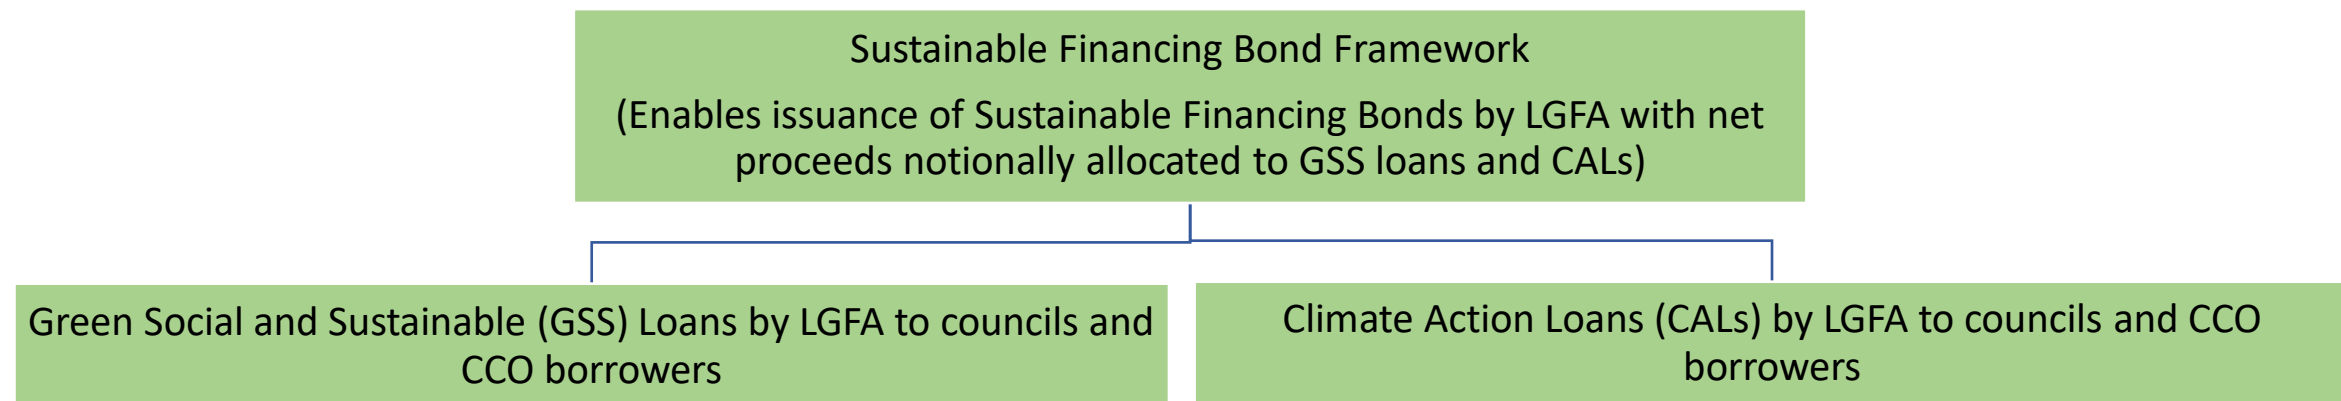 Sustainable Financing Bond Framework
(Enables issuance of Sustainable Financing Bonds by LGFA with net
proceeds notionally allocated to GSS loans and CALs)
Green Social and Sustainable (GSS) Loans by LGFA to councils and
CCO borrowers
Climate Action Loans (CALs) by LGFA to councils and CCO
borrowers